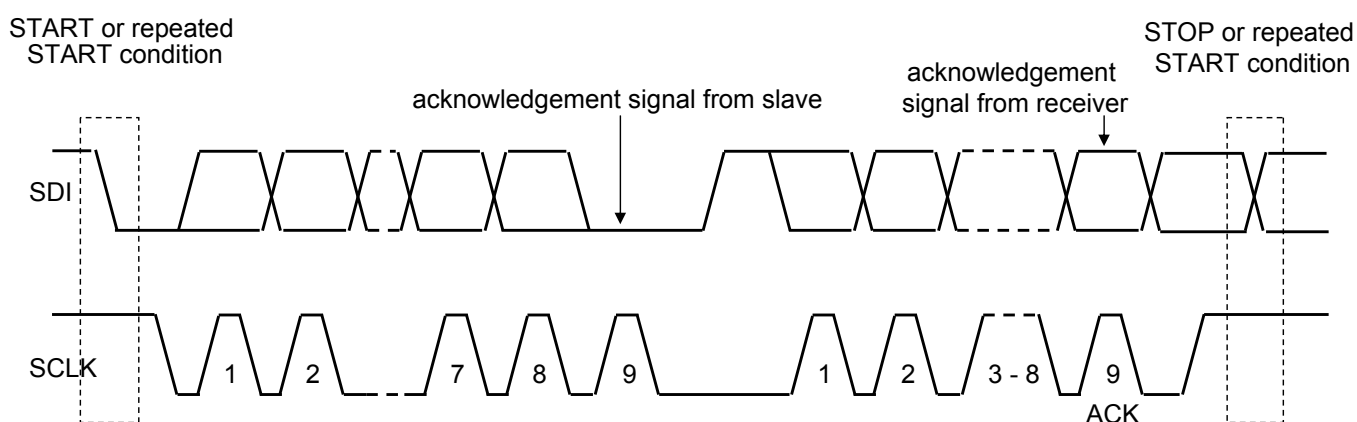 START or repeated
START condition
STOP or repeated
START condition
acknowledgement signal from slave
acknowledgement
signal from receiver
SDI
SCLK
1
2
7
8
9
1
2
3 - 8
9
ACK